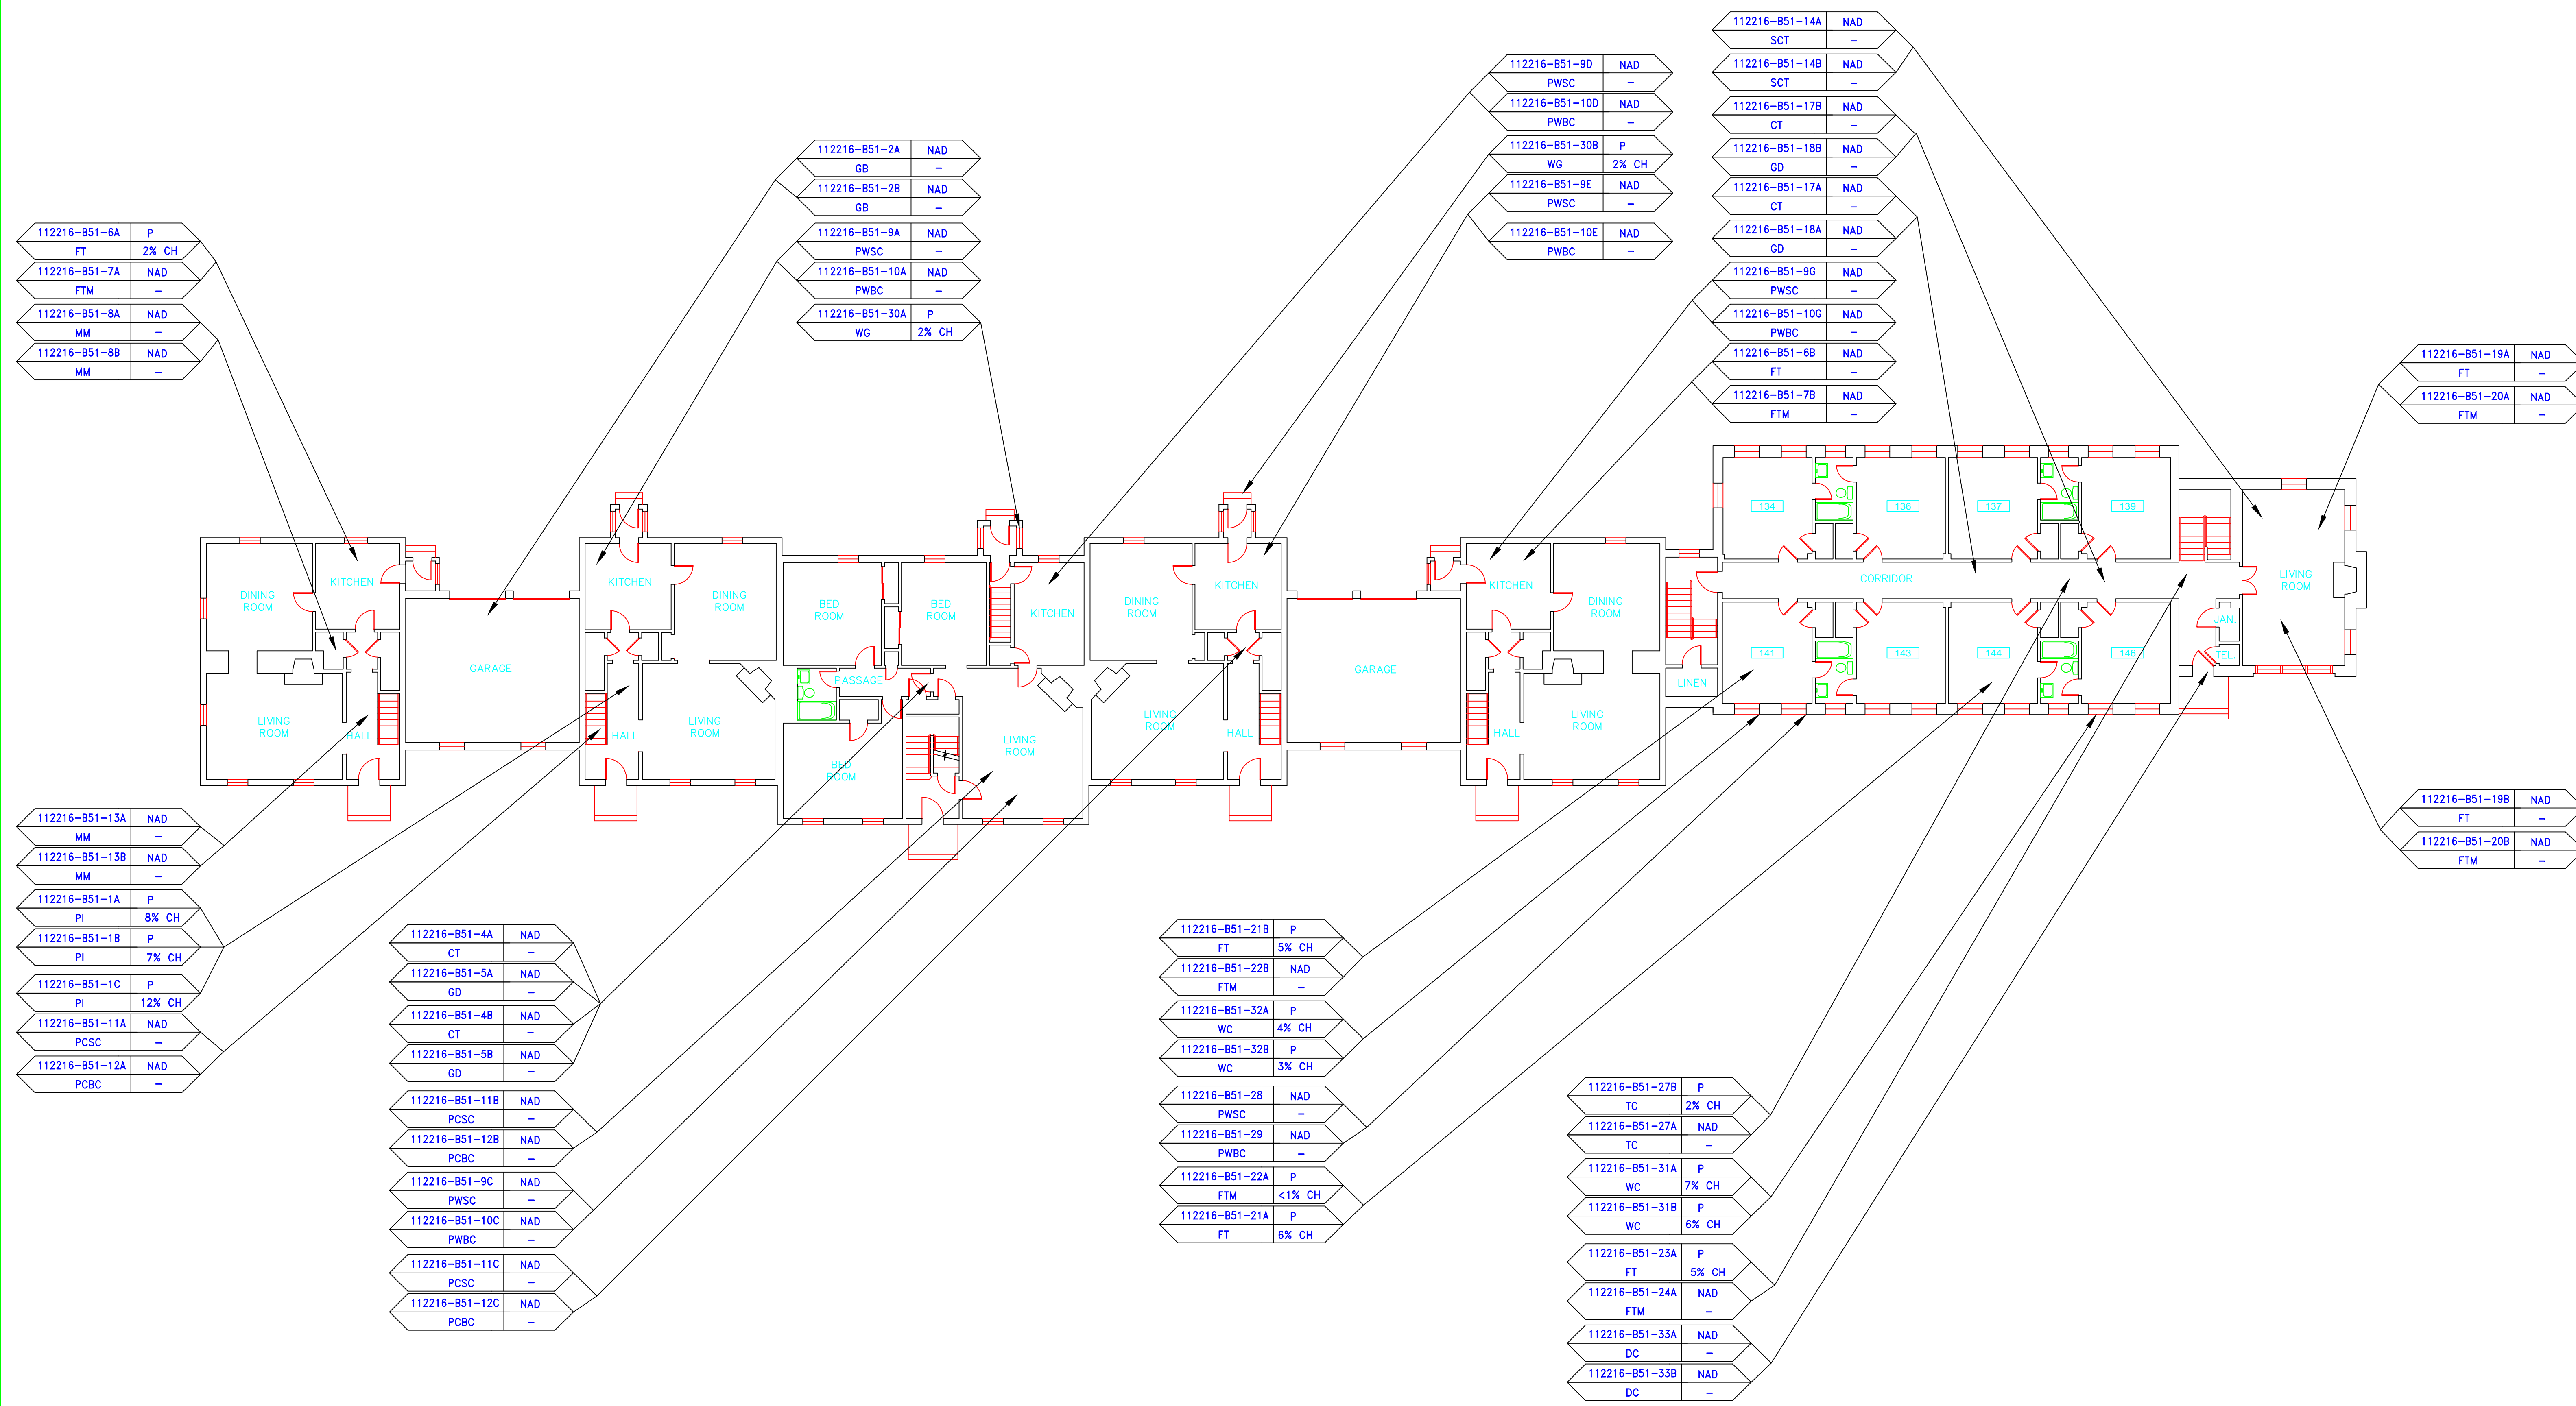 112216-B51-6A P
FT 2% CH
112216-B51-7A NAD
FTM -
112216-B51-8A NAD
MM -
112216-B51-8B NAD
MM -
112216-B51-2A NAD
GB -
112216-B51-2B NAD
GB -
112216-B51-9A NAD
PWSC -
112216-B51-10A NAD
PWBC -
112216-B51-30A P
WG 2% CH
112216-B51-9D NAD
PWSC -
112216-B51-10D NAD
PWBC -
112216-B51-30B P
WG 2% CH
112216-B51-9E NAD
PWSC -
112216-B51-10E NAD
PWBC -
112216-B51-14A NAD
SCT -
112216-B51-14B NAD
SCT -
112216-B51-17B NAD
CT -
112216-B51-18B NAD
GD -
112216-B51-17A NAD
CT -
112216-B51-18A NAD
GD -
112216-B51-9G NAD
PWSC -
112216-B51-10G NAD
PWBC -
112216-B51-6B NAD
FT -
112216-B51-7B NAD
FTM -
112216-B51-19A NAD
FT -
112216-B51-20A NAD
FTM -
DINING
ROOM
KITCHEN
LIVING
ROOM
HALL
GARAGE
KITCHEN
DINING
ROOM
HALL
LIVING
ROOM
BED
ROOM
BED
ROOM
PASSAGE
BED
ROOM
KITCHEN
LIVING
ROOM
DINING
ROOM
KITCHEN
LIVING
ROOM
HALL
GARAGE
KITCHEN
DINING
ROOM
HALL
LIVING
ROOM
LINEN
134
136
137
139
CORRIDOR
141
143
144
146
JAN.
TEL.
LIVING
ROOM
112216-B51-13A NAD
MM -
112216-B51-13B NAD
MM -
112216-B51-1A P
PI 8% CH
112216-B51-1B P
PI 7% CH
112216-B51-1C P
PI 12% CH
112216-B51-11A NAD
PCSC -
112216-B51-12A NAD
PCBC -
112216-B51-4A NAD
CT -
112216-B51-5A NAD
GD -
112216-B51-4B NAD
CT -
112216-B51-5B NAD
GD -
112216-B51-11B NAD
PCSC -
112216-B51-12B NAD
PCBC -
112216-B51-9C NAD
PWSC -
112216-B51-10C NAD
PWBC -
112216-B51-11C NAD
PCSC -
112216-B51-12C NAD
PCBC -
112216-B51-21B P
FT 5% CH
112216-B51-22B NAD
FTM -
112216-B51-32A P
WC 4% CH
112216-B51-32B P
WC 3% CH
112216-B51-28 NAD
PWSC -
112216-B51-29 NAD
PWBC -
112216-B51-22A P
FTM <1% CH
112216-B51-21A P
FT 6% CH
112216-B51-27B P
TC 2% CH
112216-B51-27A NAD
TC -
112216-B51-31A P
WC 7% CH
112216-B51-31B P
WC 6% CH
112216-B51-23A P
FT 5% CH
112216-B51-24A NAD
FTM -
112216-B51-33A NAD
DC -
112216-B51-33B NAD
DC -
112216-B51-19B NAD
FT -
112216-B51-20B NAD
FTM -